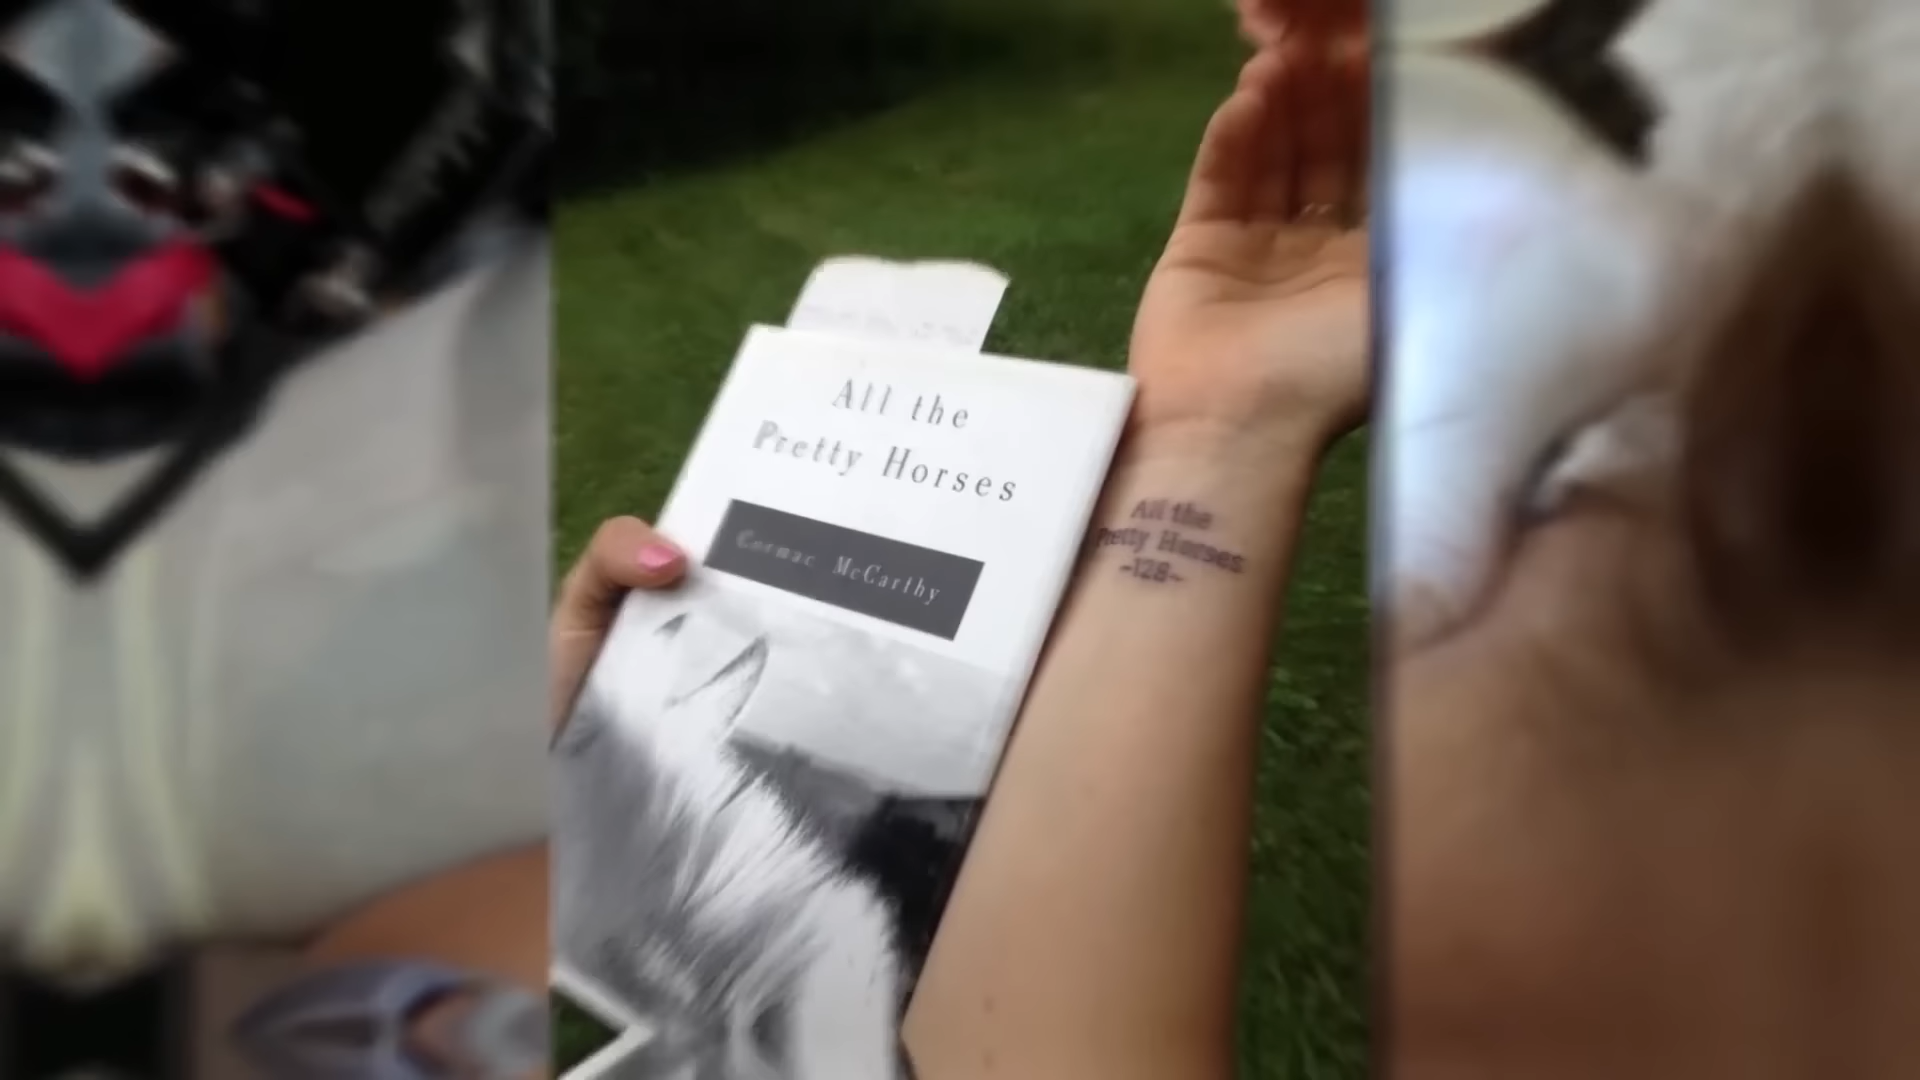 All the
Pretty Horses
Cormac McCarthy
All the
Pretty Horses
-128-